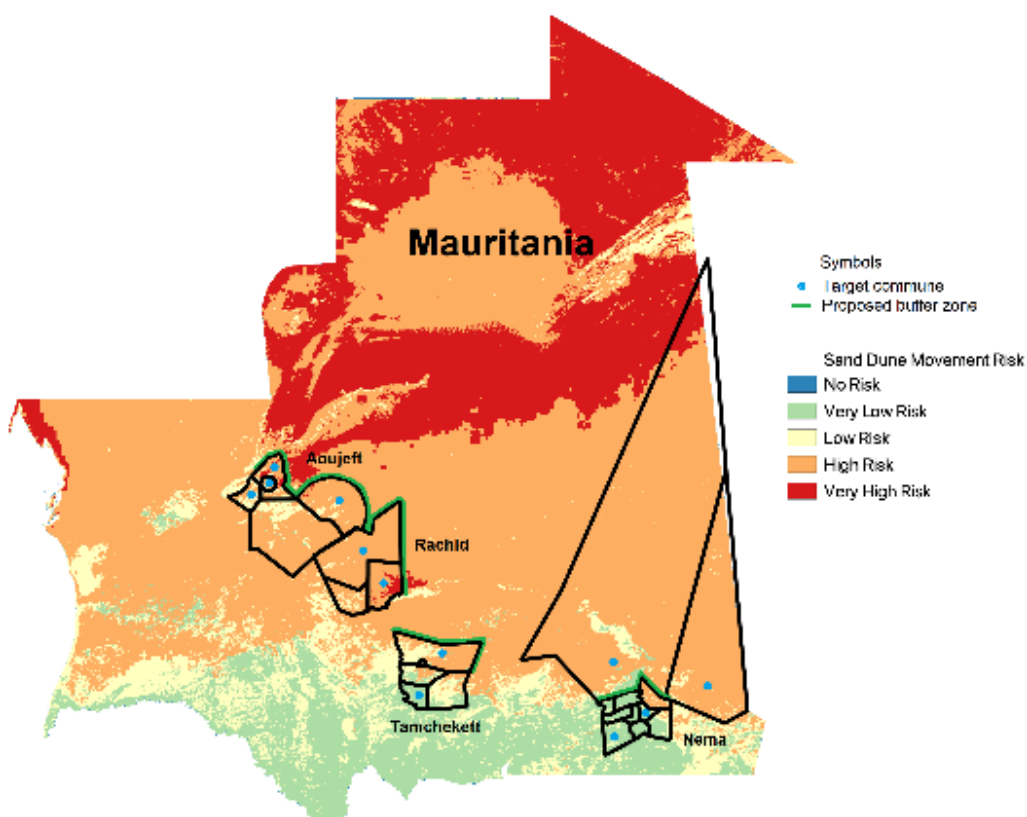 Mauritania
Symbols
Target commune
Proposed buffer zone
Sand Dune Movement Risk
No Risk
Very Low Risk
Low Risk
High Risk
Very High Risk
Aoujeft
Rachid
Tamchekett
Nema